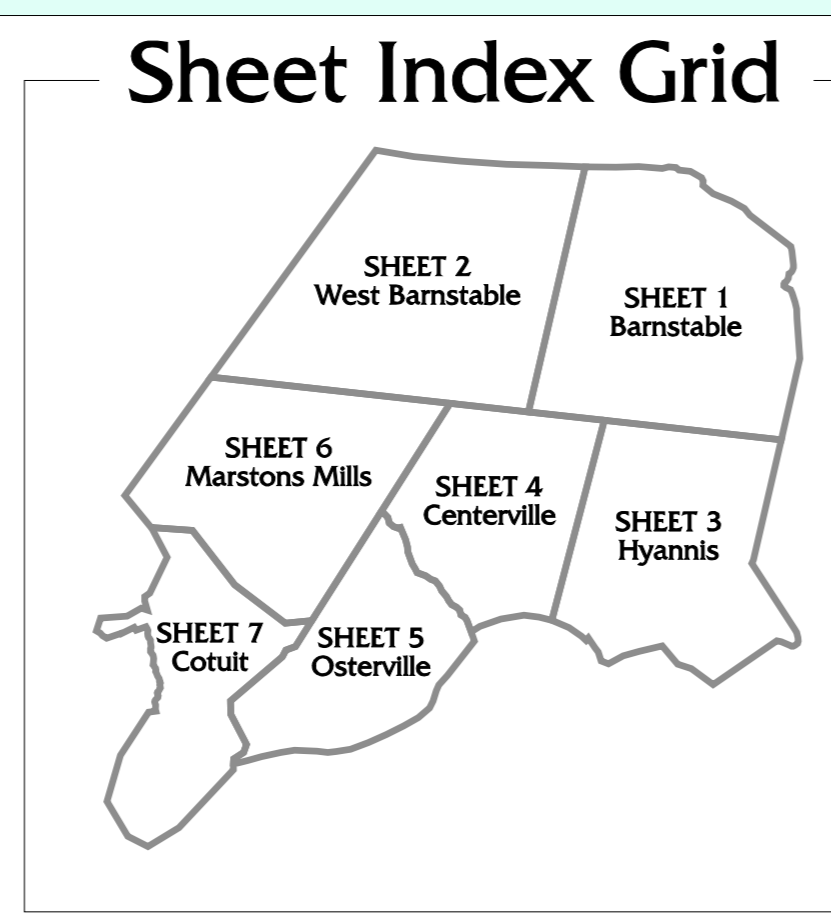 Sheet Index Grid
SHEET 2
West Barnstable
SHEET 1
Barnstable
SHEET 6
Marstons Mills
SHEET 4
Centerville
SHEET 3
Hyannis
SHEET 7
Cotuit
SHEET 5
Osterville